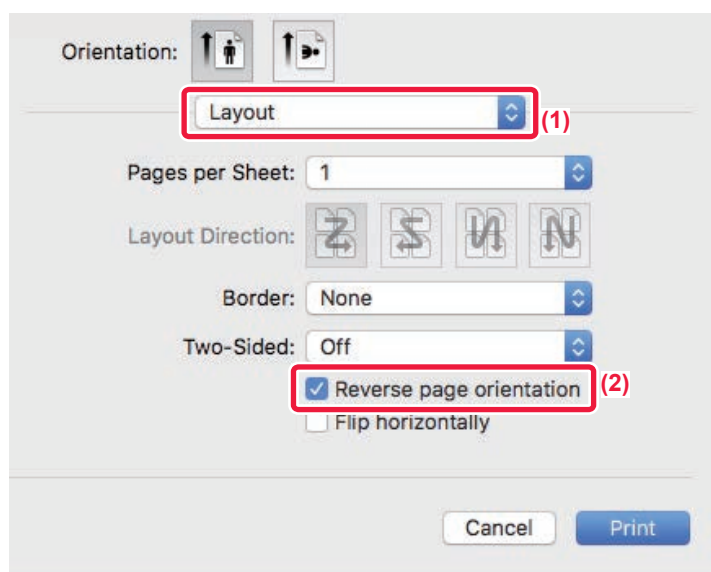 Orientation:
Layout
(1)
Pages per Sheet: 1
Layout Direction:
Border: None
Two-Sided: Off
Reverse page orientation
(2)
Flip horizontally
Cancel Print